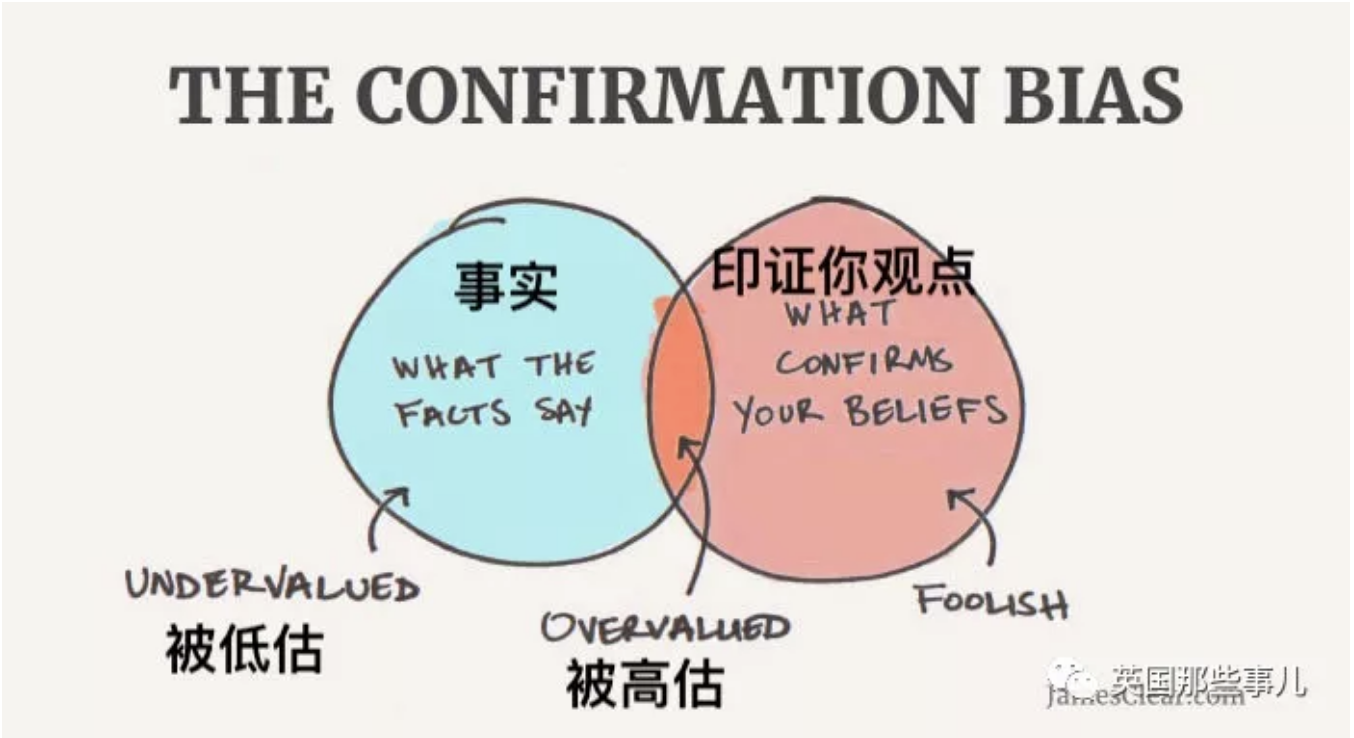 THE CONFIRMATION BIAS
事实
WHAT THE
FACTS SAY
印证你观点
WHAT
CONFIRMS
YOUR BELIEFS
UNDERVALUED
被低估
OVERVALUED
被高估
FOOLISH
英国那些事儿
JamesClear.com